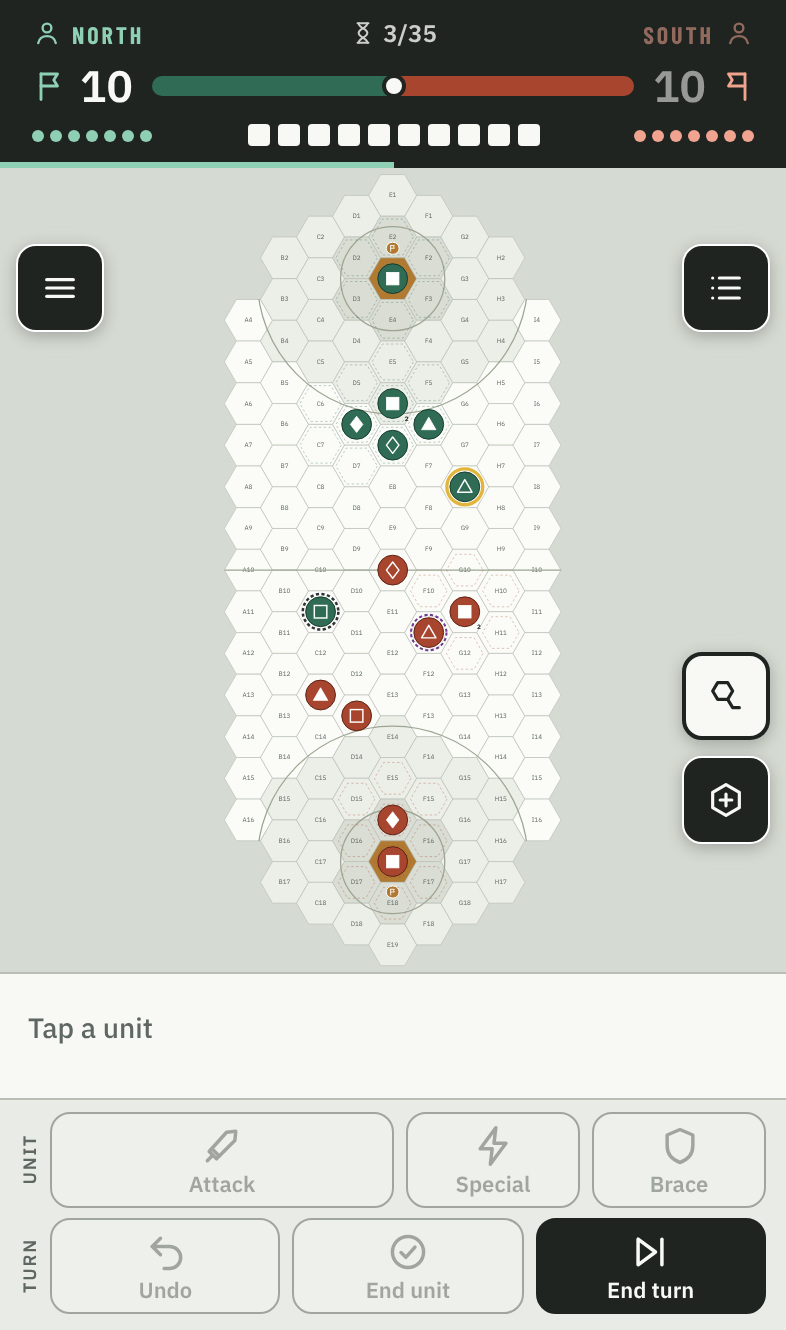 NORTH 3/35 SOUTH
10 10
E1
D1 F1
C2 E2 G2
P
B2 D2 F2 H2
C3 G3
B3 D3 F3 H3
A4 C4 E4 G4 I4
B4 D4 F4 H4
A5 C5 E5 G5 I5
B5 D5 F5 H5
A6 C6 G6 I6
2
B6 H6
A7 C7 G7 I7
B7 D7 F7 H7
A8 C8 E8 I8
B8 D8 F8 H8
A9 C9 E9 G9 I9
B9 D9 F9 H9
A10 C10 G10 I10
B10 D10 F10 H10
A11 E11 I11
2
B11 D11 H11
A12 C12 E12 G12 I12
B12 D12 F12 H12
A13 E13 G13 I13
B13 F13 H13
A14 C14 E14 G14 I14
B14 D14 F14 H14
A15 C15 E15 G15 I15
B15 D15 F15 H15
A16 C16 G16 I16
B16 D16 F16 H16
C17 G17
B17 D17 F17 H17
P
C18 E18 G18
D18 F18
E19
Tap a unit
UNIT
Attack Special Brace
TURN
Undo End unit End turn